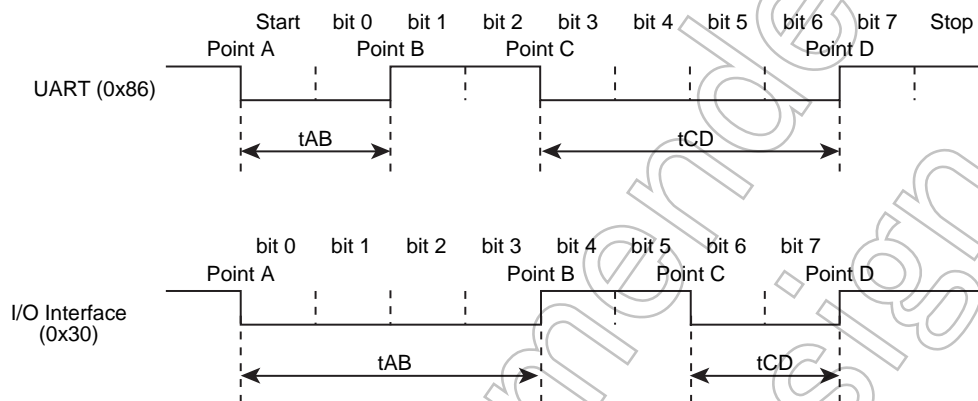 Start bit 0 bit 1 bit 2 bit 3 bit 4 bit 5 bit 6 bit 7 Stop
Point A Point B Point C Point D
UART (0x86)
tAB tCD
bit 0 bit 1 bit 2 bit 3 bit 4 bit 5 bit 6 bit 7
Point A Point B Point C Point D
I/O Interface
(0x30)
tAB tCD